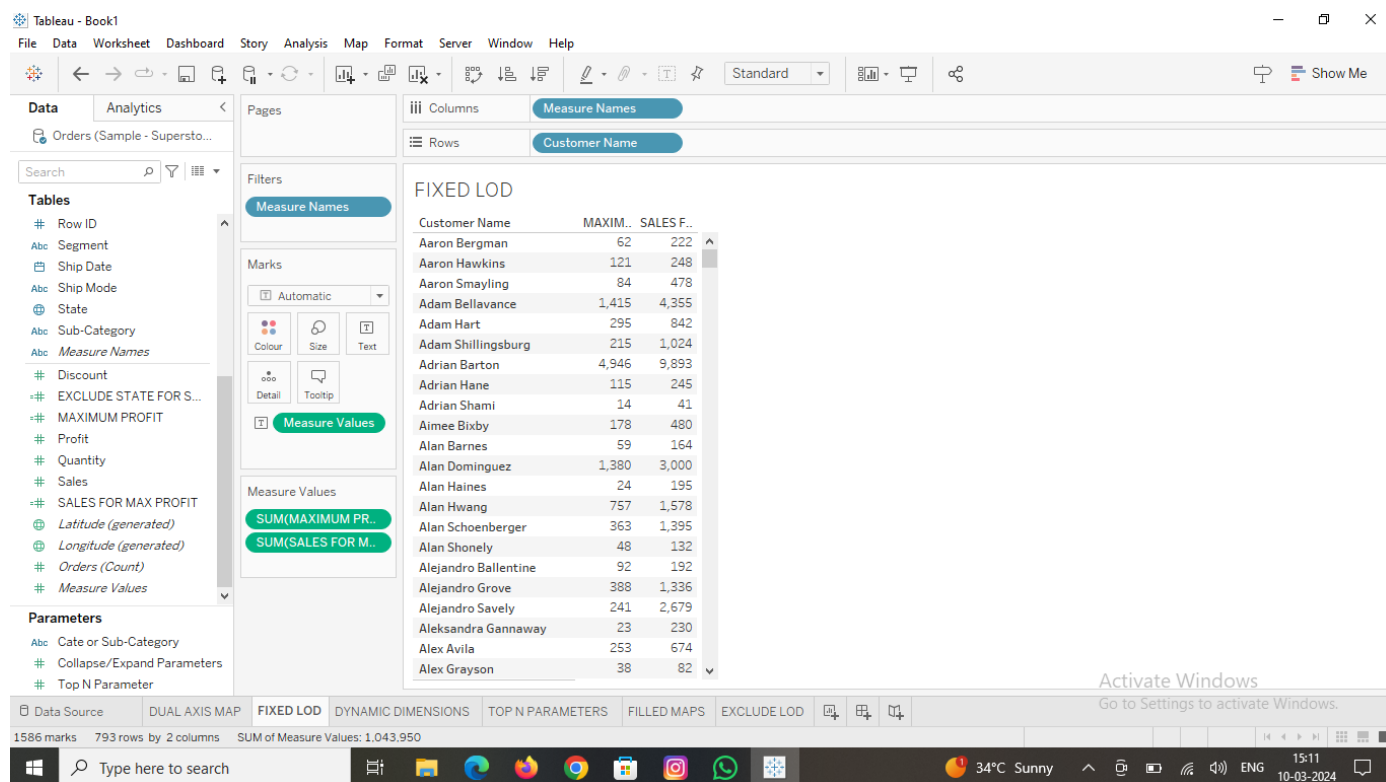 Tableau - Book1
File Data Worksheet Dashboard Story Analysis Map Format Server Window Help
Standard
Show Me
Data Analytics
Orders (Sample - Supersto...
Search
Tables
# Row ID
Abc Segment
Ship Date
Abc Ship Mode
State
Abc Sub-Category
Abc Measure Names
# Discount
=# EXCLUDE STATE FOR S...
=# MAXIMUM PROFIT
# Profit
# Quantity
# Sales
=# SALES FOR MAX PROFIT
Latitude (generated)
Longitude (generated)
# Orders (Count)
# Measure Values
Parameters
Abc Cate or Sub-Category
# Collapse/Expand Parameters
# Top N Parameter
Pages
Filters
Measure Names
Marks
T Automatic
Colour Size T Text
Detail Tooltip
T Measure Values
Measure Values
SUM(MAXIMUM PR..
SUM(SALES FOR M..
iii Columns Measure Names
Rows Customer Name
FIXED LOD
Customer Name MAXIM.. SALES F..
Aaron Bergman 62 222
Aaron Hawkins 121 248
Aaron Smayling 84 478
Adam Bellavance 1,415 4,355
Adam Hart 295 842
Adam Shillingsburg 215 1,024
Adrian Barton 4,946 9,893
Adrian Hane 115 245
Adrian Shami 14 41
Aimee Bixby 178 480
Alan Barnes 59 164
Alan Dominguez 1,380 3,000
Alan Haines 24 195
Alan Hwang 757 1,578
Alan Schoenberger 363 1,395
Alan Shonely 48 132
Alejandro Ballentine 92 192
Alejandro Grove 388 1,336
Alejandro Savely 241 2,679
Aleksandra Gannaway 23 230
Alex Avila 253 674
Alex Grayson 38 82
Activate Windows
Go to Settings to activate Windows.
Data Source DUAL AXIS MAP FIXED LOD DYNAMIC DIMENSIONS TOP N PARAMETERS FILLED MAPS EXCLUDE LOD
1586 marks 793 rows by 2 columns SUM of Measure Values: 1,043,950
Type here to search
1
34°C Sunny
ENG
15:11
10-03-2024